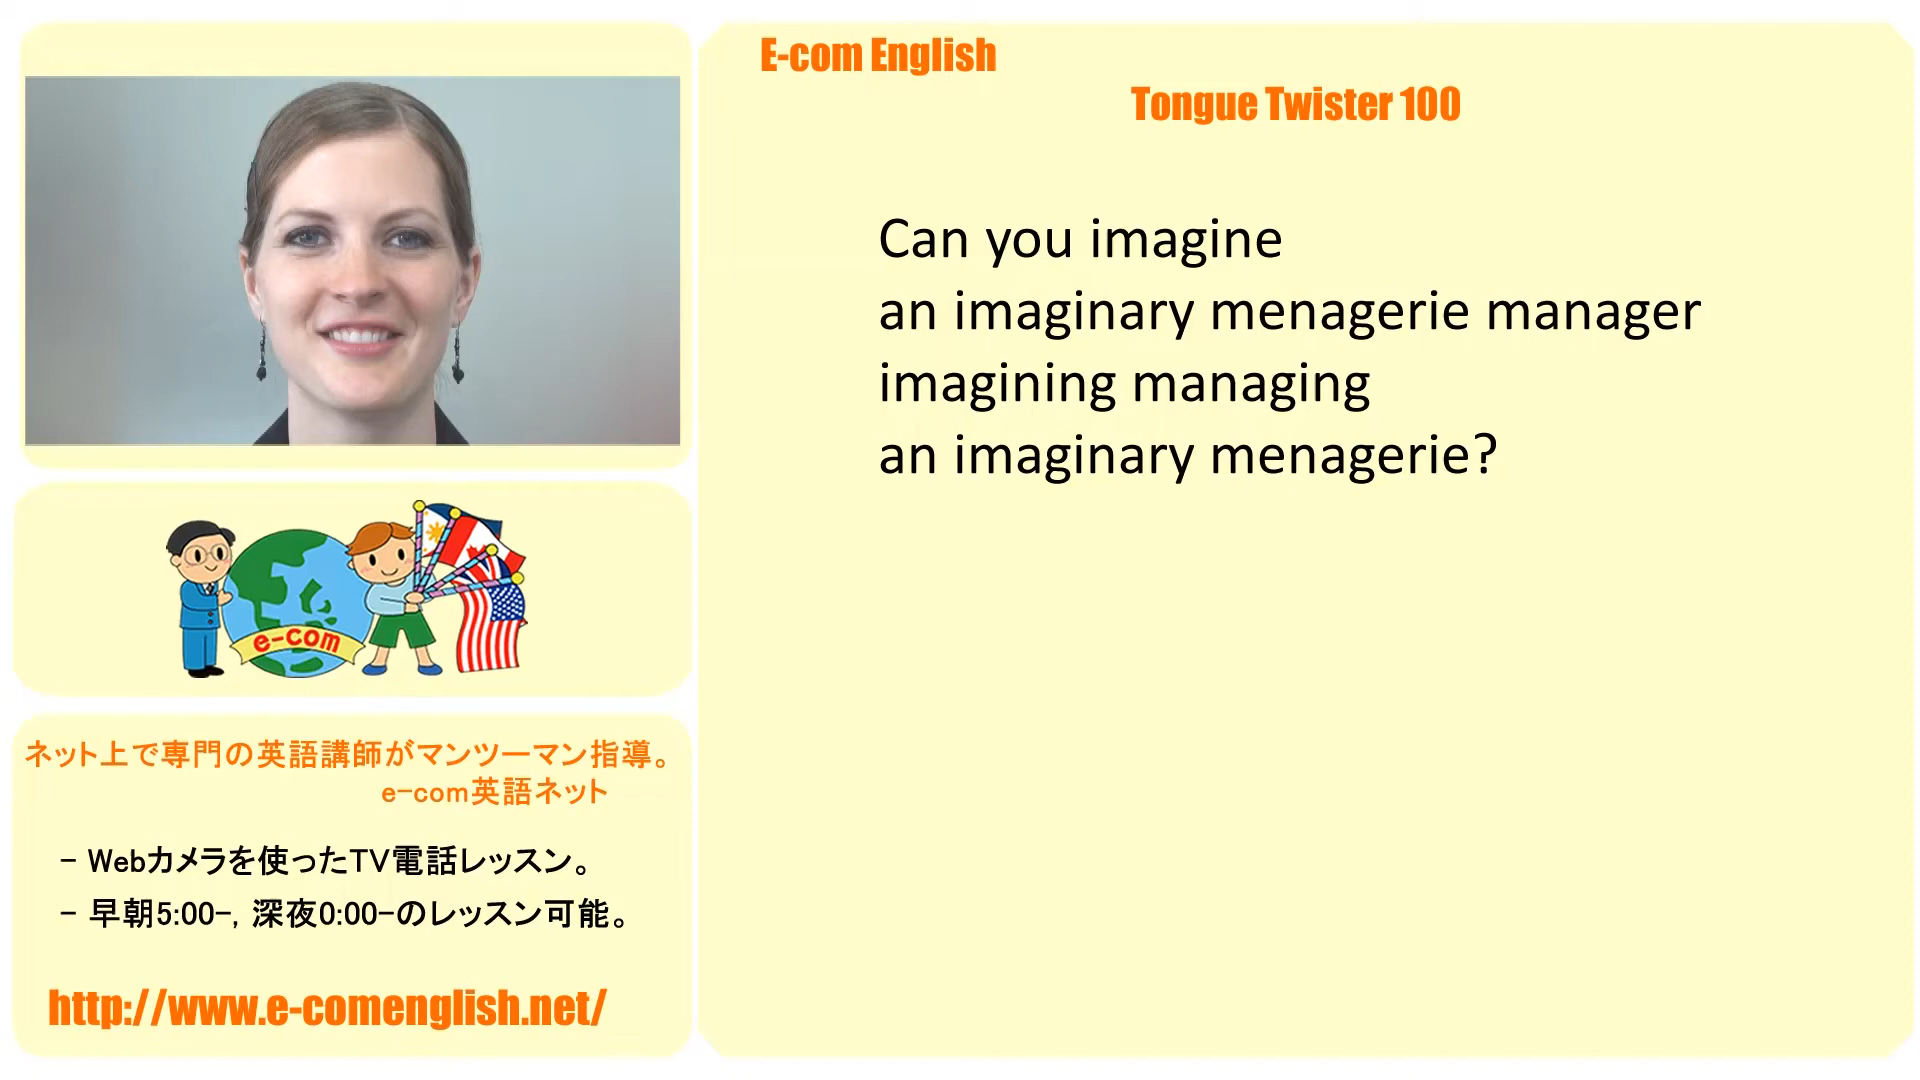 E-com English
Tongue Twister 100
Can you imagine
an imaginary menagerie manager
imagining managing
an imaginary menagerie?
e-com
ネット上で専門の英語講師がマンツーマン指導。
e-com英語ネット
- Webカメラを使ったTV電話レッスン。
- 早朝5:00-, 深夜0:00-のレッスン可能。
http://www.e-comenglish.net/